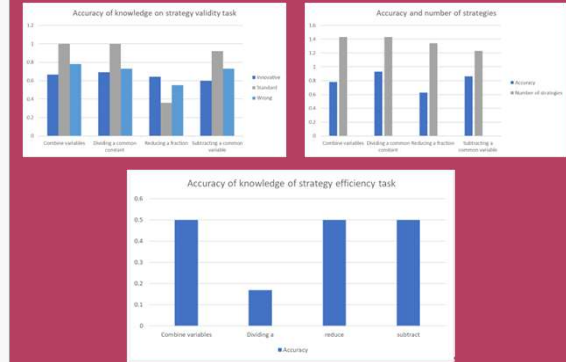 Accuracy of knowledge on strategy validity task
1.2
1
0.8
0.6
0.4
0.2
0
Combine variables
Dividing a common constant
Reducing a fraction
Subtracting a common variable
Innovative
Standard
Wrong
Accuracy and number of strategies
1.6
1.4
1.2
1
0.8
0.6
0.4
0.2
0
Combine variables
Dividing a common constant
Reducing a fraction
Subtracting a common variable
Accuracy
Number of strategies
Accuracy of knowledge of strategy efficiency task
0.6
0.5
0.4
0.3
0.2
0.1
0
Combine variables
Dividing a
reduce
subtract
Accuracy